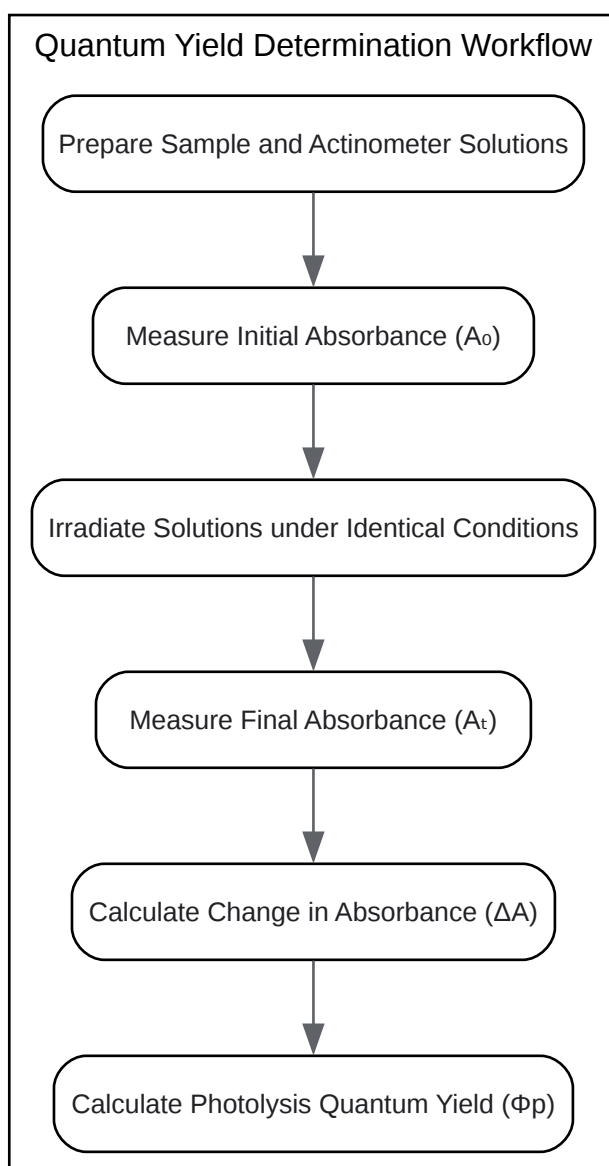 Quantum Yield Determination Workflow
Prepare Sample and Actinometer Solutions
Measure Initial Absorbance (A₀)
Irradiate Solutions under Identical Conditions
Measure Final Absorbance (Aₜ)
Calculate Change in Absorbance (ΔA)
Calculate Photolysis Quantum Yield (Φp)